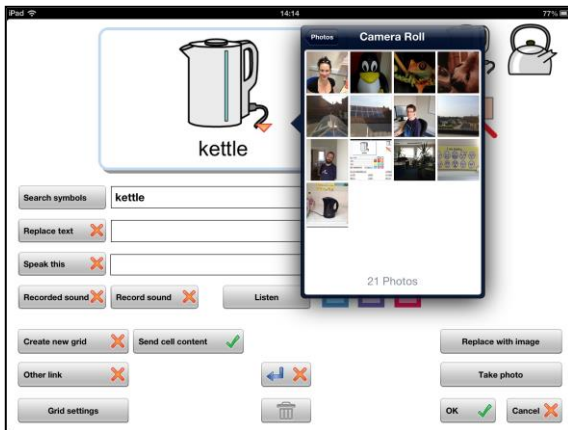 iPad 14:14 77%
Photos Camera Roll
kettle
Search symbols kettle
Replace text
Speak this
21 Photos
Recorded sound Record sound Listen
Create new grid Send cell content Replace with image
Other link Take photo
Grid settings OK Cancel